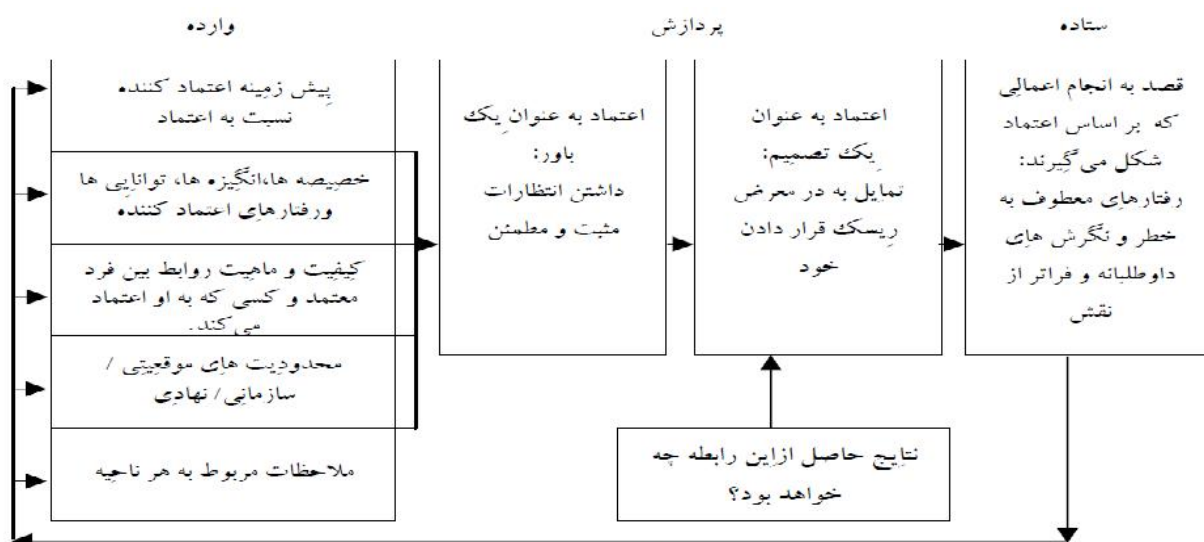 وارده
پردازش
ستاده
پیش زمینه اعتماد کننده
نسبت به اعتماد
خصیصه ها،انگیزه ها، توانایی ها
ورفتارهای اعتماد کننده
کیفیت و ماهیت روابط بین فرد
معتمد و کسی که به او اعتماد
می‌کند.
محدودیت های موقعیتی /
سازمانی/ نهادی
ملاحظات مربوط به هر ناحیه
اعتماد به عنوان یک
باور:
داشتن انتظارات
مثبت و مطمئن
اعتماد به عنوان
یک تصمیم:
تمایل به در معرض
ریسک قرار دادن
خود
نتایج حاصل ازاین رابطه چه
خواهد بود؟
قصد به انجام اعمالی
که بر اساس اعتماد
شکل می‌گیرند:
رفتارهای معطوف به
خطر و نگرش های
داوطلبانه و فراتر از
نقش